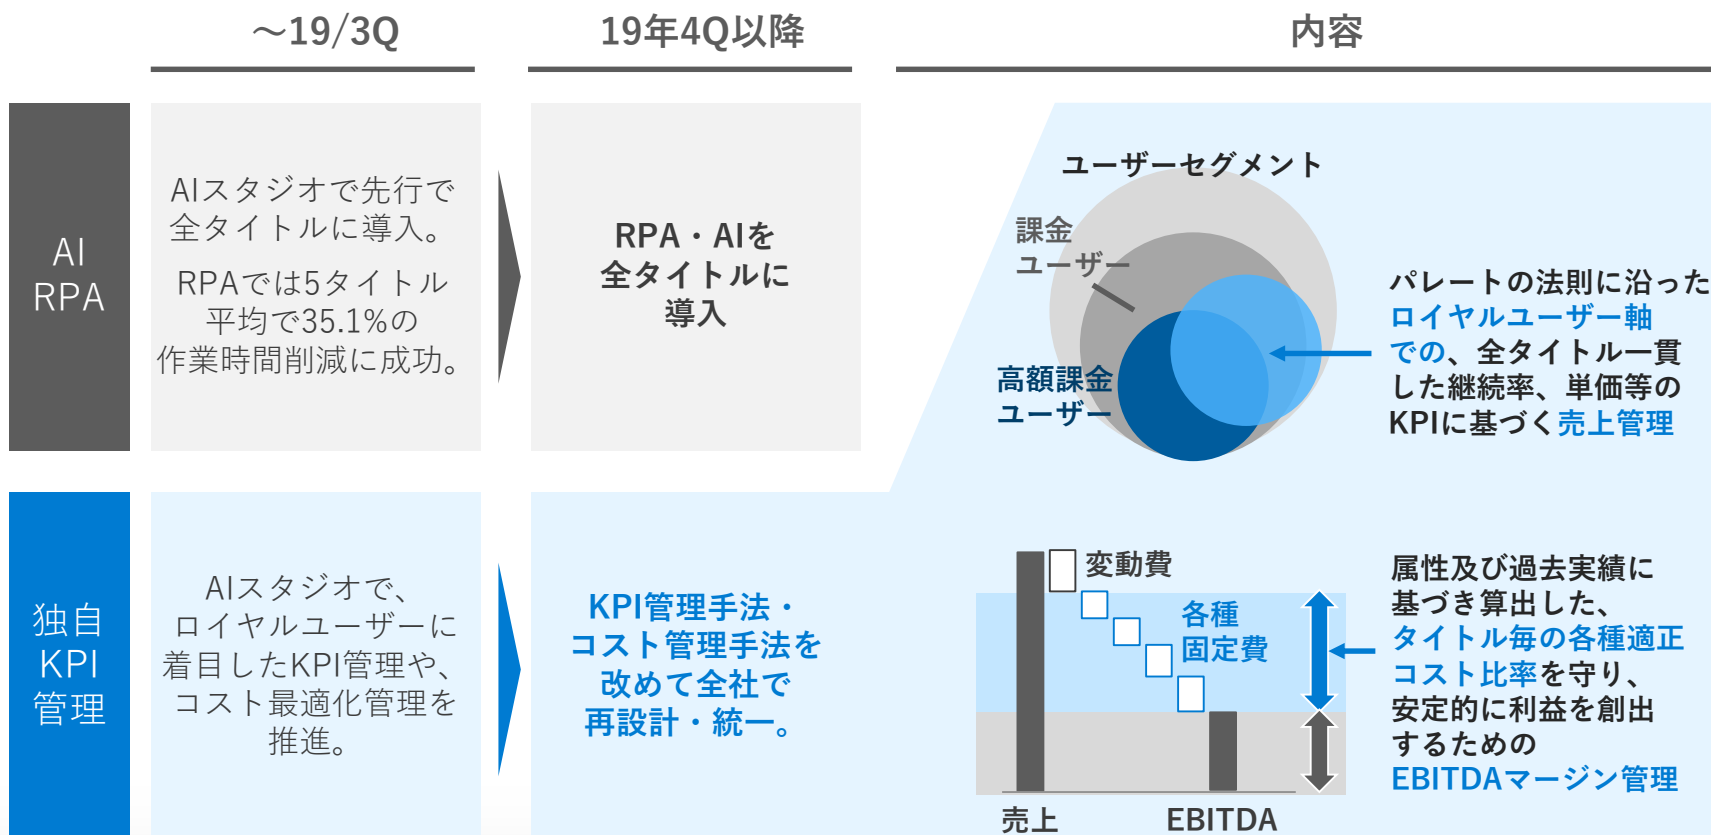 ～19/3Q
19年4Q以降
内容
AI
RPA
AIスタジオで先行で
全タイトルに導入。
RPAでは5タイトル
平均で35.1%の
作業時間削減に成功。
RPA・AIを
全タイトルに
導入
ユーザーセグメント
課金
ユーザー
高額課金
ユーザー
パレートの法則に沿った
ロイヤルユーザー軸
での、全タイトル一貫
した継続率、単価等の
KPIに基づく売上管理
独自
KPI
管理
AIスタジオで、
ロイヤルユーザーに
着目したKPI管理や、
コスト最適化管理を
推進。
KPI管理手法・
コスト管理手法を
改めて全社で
再設計・統一。
変動費
各種
固定費
売上
EBITDA
属性及び過去実績に
基づき算出した、
タイトル毎の各種適正
コスト比率を守り、
安定的に利益を創出
するための
EBITDAマージン管理